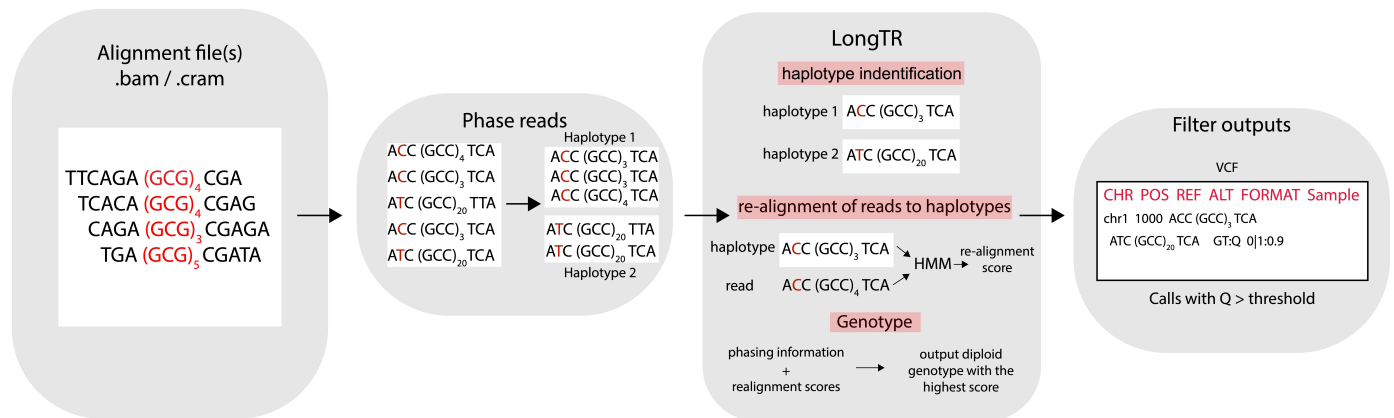 Alignment file(s)
.bam / .cram
TTCAGA (GCG)4 CGA
TCACA (GCG)4 CGAG
CAGA (GCG)3 CGAGA
TGA (GCG)5 CGATA
Phase reads
ACC (GCC)4 TCA
ACC (GCC)3 TCA
ATC (GCC)20 TTA
ACC (GCC)3 TCA
ATC (GCC)20 TCA
Haplotype 1
ACC (GCC)3 TCA
ACC (GCC)3 TCA
ACC (GCC)4 TCA
ATC (GCC)20 TTA
ATC (GCC)20 TCA
Haplotype 2
LongTR
haplotype indentification
haplotype 1 ACC (GCC)3 TCA
haplotype 2 ATC (GCC)20 TCA
re-alignment of reads to haplotypes
haplotype ACC (GCC)3 TCA
read ACC (GCC)4 TCA
HMM
re-alignment
score
Genotype
phasing information
+
realignment scores
output diploid
genotype with the
highest score
Filter outputs
VCF
CHR POS REF ALT FORMAT Sample
chr1 1000 ACC (GCC)3 TCA
ATC (GCC)20 TCA GT:Q 0|1:0.9
Calls with Q > threshold